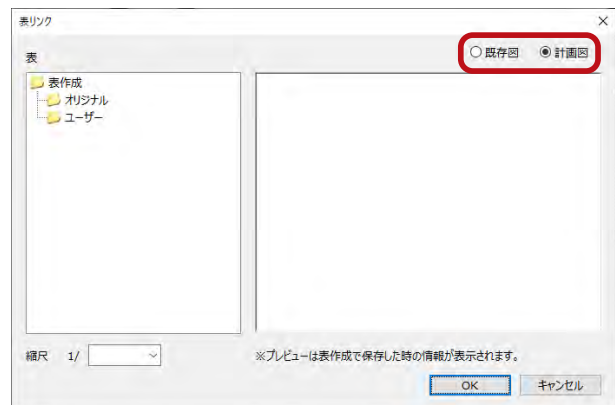 表リンク
表
既存図 計画図
表作成
オリジナル
ユーザー
縮尺 1/
※プレビューは表作成で保存した時の情報が表示されます。
OK キャンセル